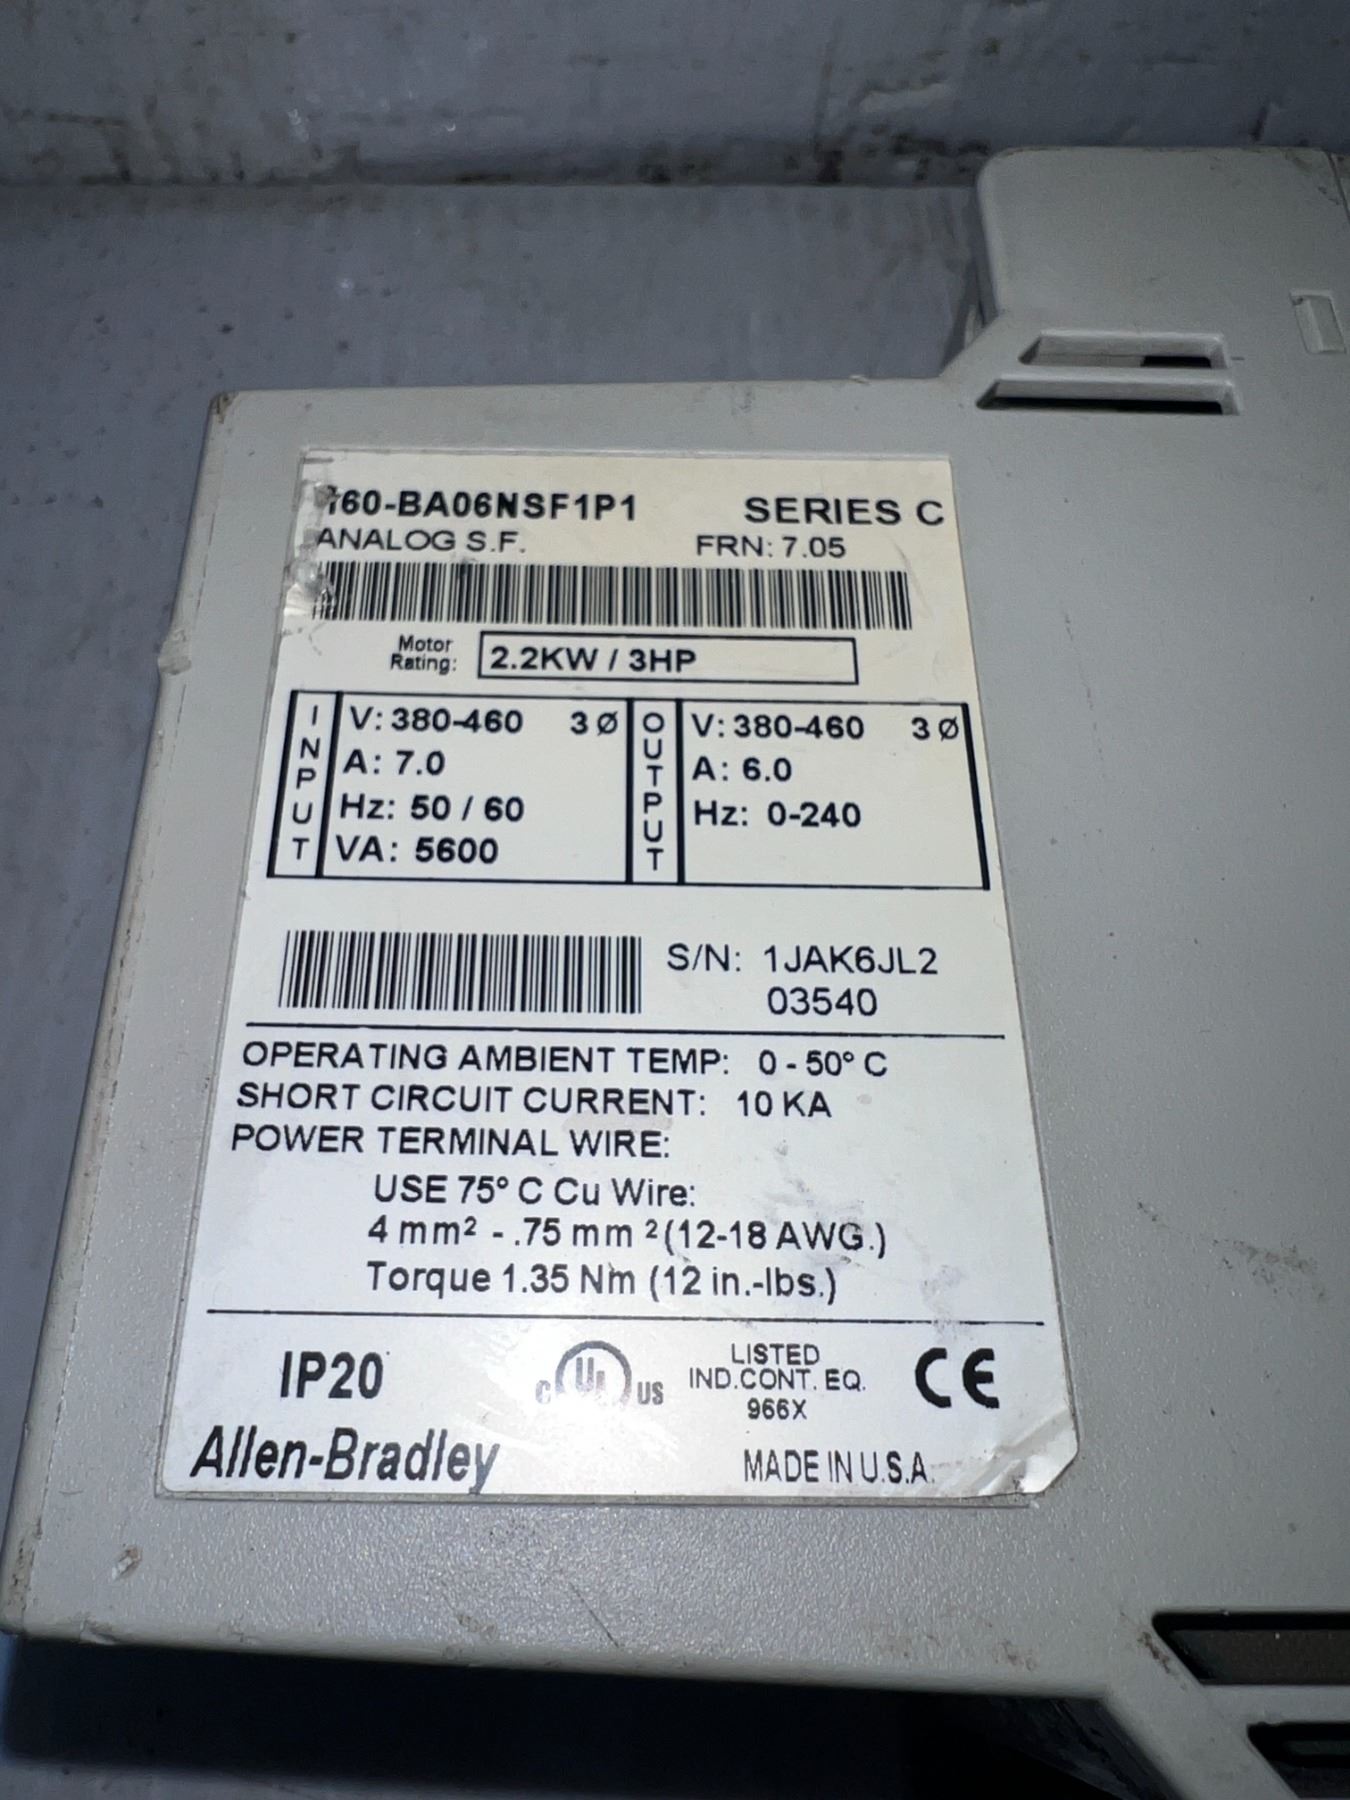 160-BA06NSF1P1 SERIES C
ANALOG S.F. FRN: 7.05
Motor Rating: 2.2KW / 3HP
INPUT
V: 380-460 3 Ø
A: 7.0
Hz: 50 / 60
VA: 5600
OUTPUT
V: 380-460 3 Ø
A: 6.0
Hz: 0-240
S/N: 1JAK6JL2
03540
OPERATING AMBIENT TEMP: 0 - 50° C
SHORT CIRCUIT CURRENT: 10 KA
POWER TERMINAL WIRE:
USE 75° C Cu Wire:
4 mm² - .75 mm ² (12-18 AWG.)
Torque 1.35 Nm (12 in.-lbs.)
IP20
C UL US
LISTED
IND.CONT. EQ.
966X
CE
Allen-Bradley
MADE IN U.S.A.